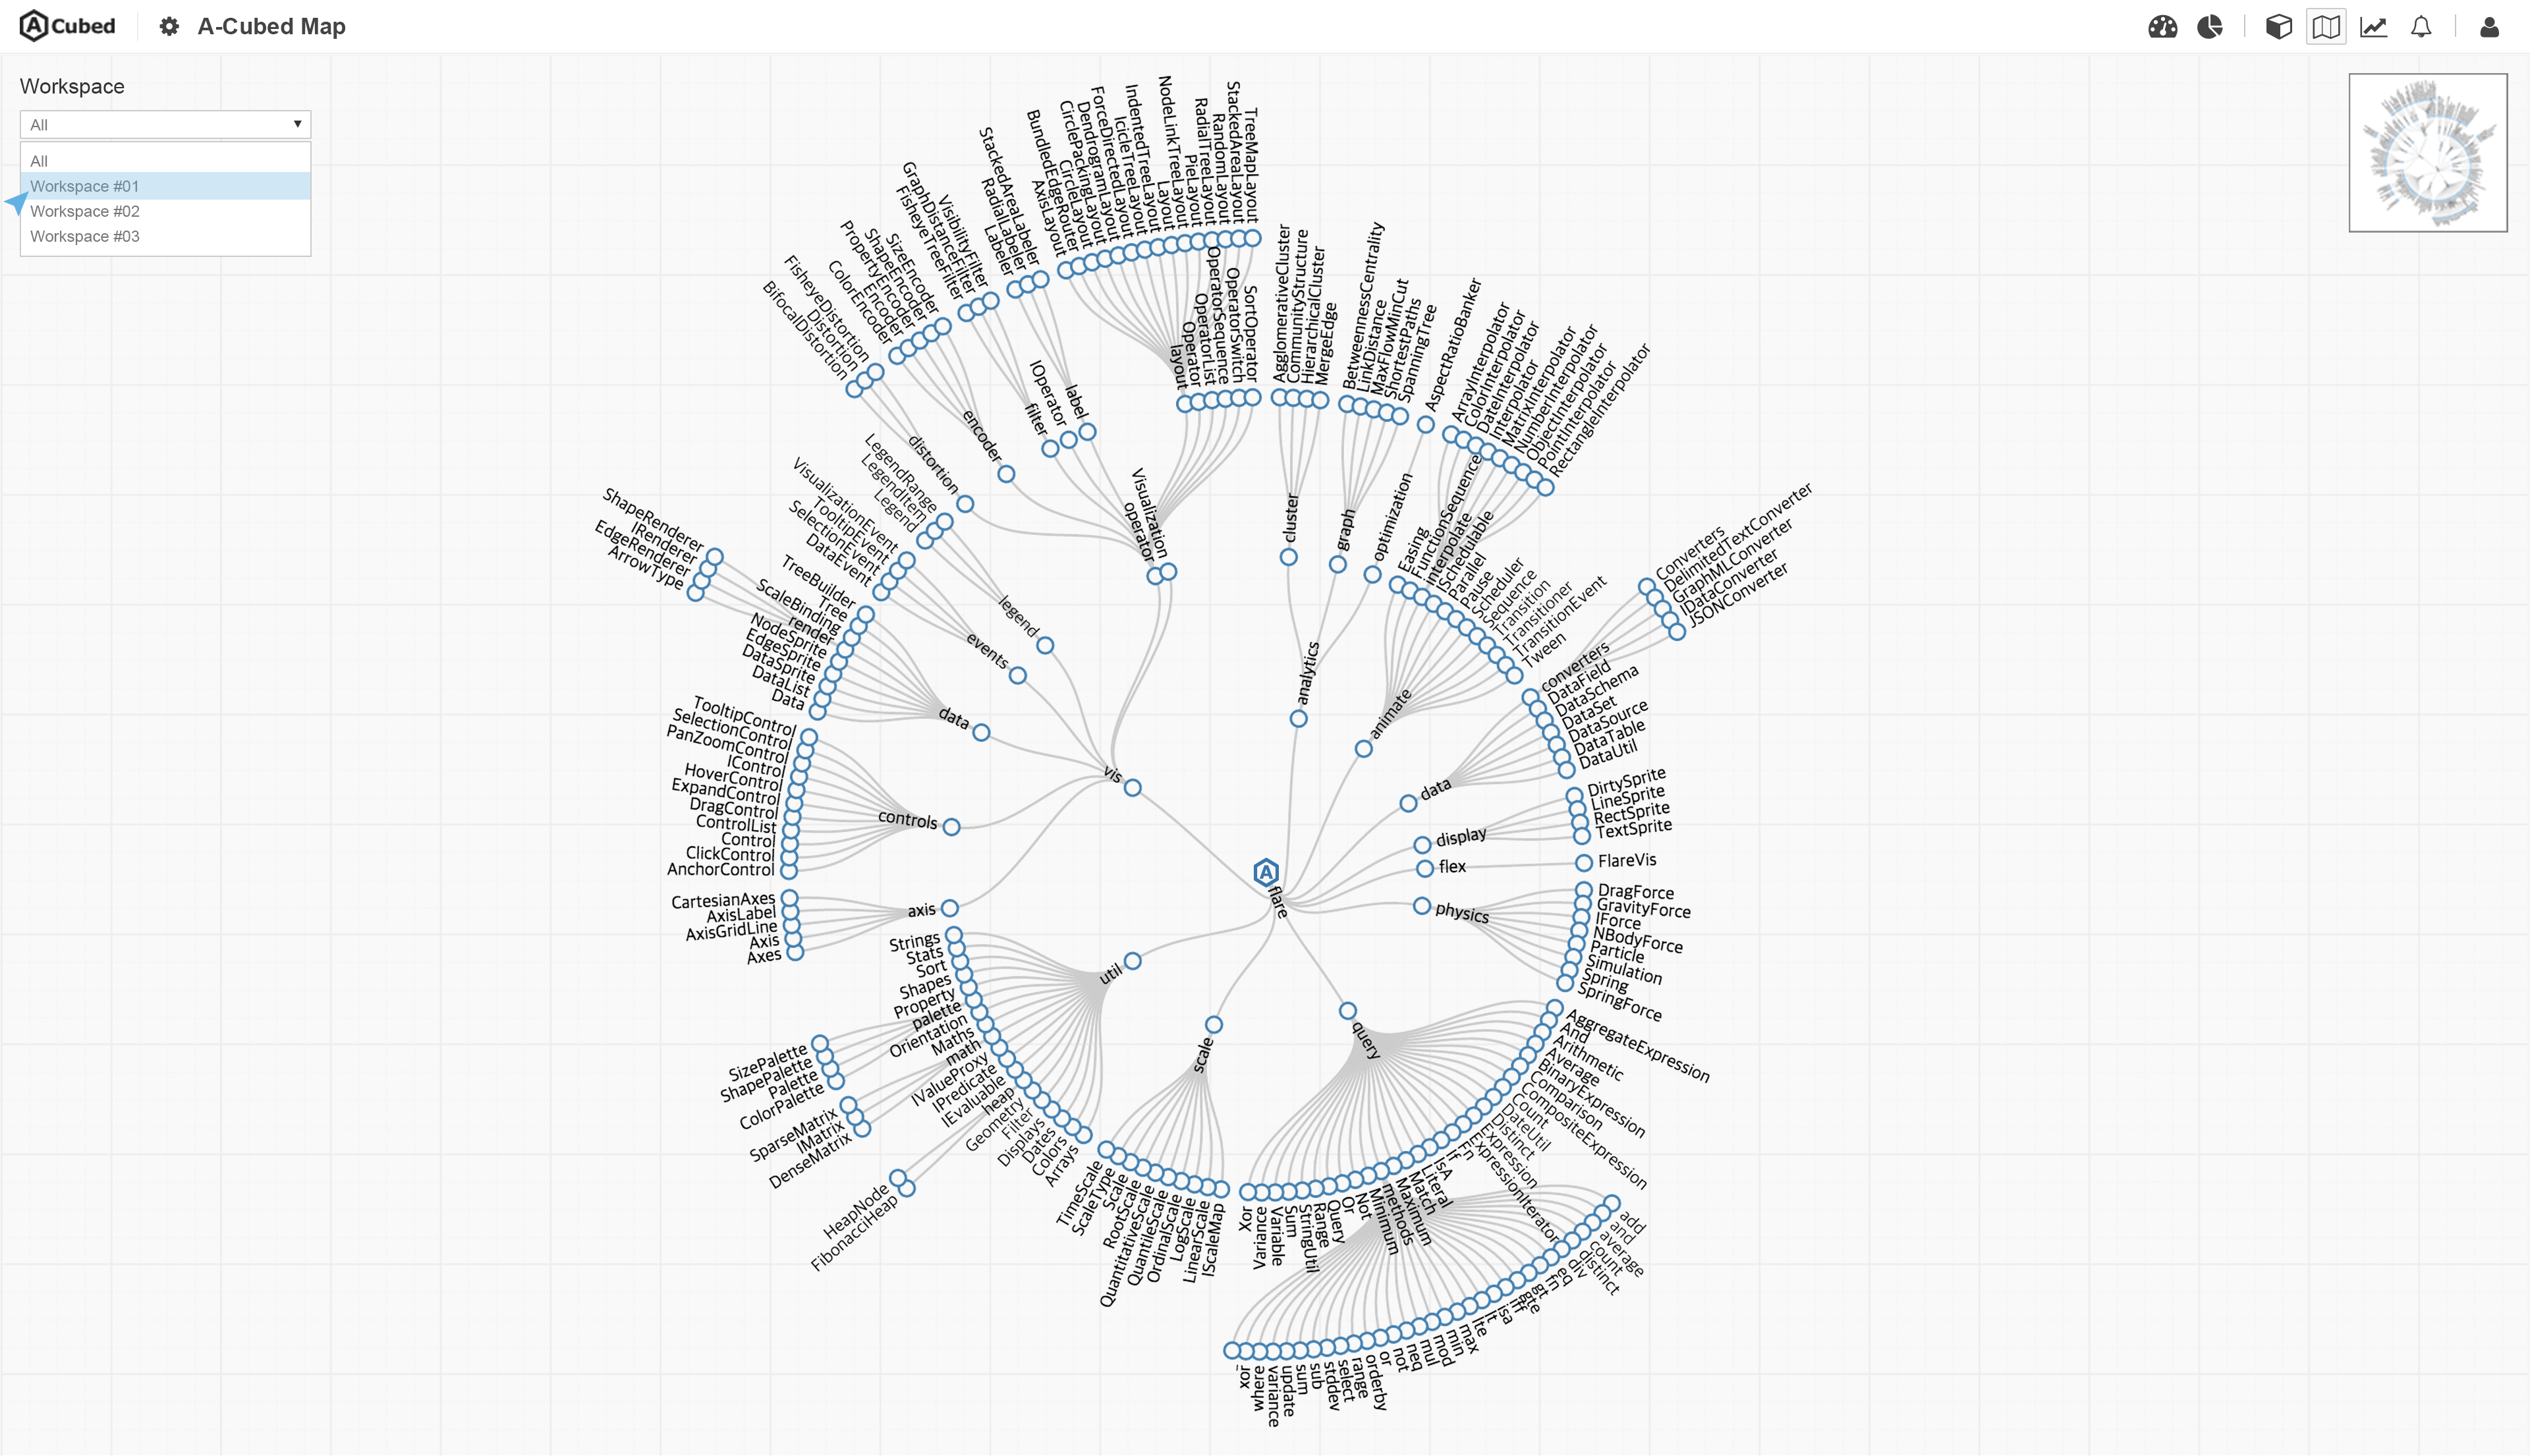 A Cubed
A-Cubed Map
Workspace
All
All
Workspace #01
Workspace #02
Workspace #03
A
flare
vis
operator
Visualization
layout
Operator
OperatorList
OperatorSequence
OperatorSwitch
SortOperator
AxisLayout
BundledEdgeRouter
CircleLayout
CirclePackingLayout
DendrogramLayout
ForceDirectedLayout
IcicleTreeLayout
IndentedTreeLayout
Layout
NodeLinkTreeLayout
PieLayout
RadialTreeLayout
RandomLayout
StackedAreaLayout
TreeMapLayout
label
Labeler
RadialLabeler
StackedAreaLabeler
IOperator
filter
FisheyeTreeFilter
GraphDistanceFilter
VisibilityFilter
encoder
ColorEncoder
Encoder
PropertyEncoder
ShapeEncoder
SizeEncoder
distortion
BifocalDistortion
Distortion
FisheyeDistortion
legend
LegendRange
LegendItem
Legend
events
VisualizationEvent
TooltipEvent
SelectionEvent
DataEvent
data
TreeBuilder
Tree
ScaleBinding
render
NodeSprite
EdgeSprite
DataSprite
DataList
Data
ShapeRenderer
IRenderer
EdgeRenderer
ArrowType
controls
TooltipControl
SelectionControl
PanZoomControl
IControl
HoverControl
ExpandControl
DragControl
ControlList
Control
ClickControl
AnchorControl
axis
CartesianAxes
AxisLabel
AxisGridLine
Axis
Axes
util
Strings
Stats
Sort
Shapes
Property
palette
Orientation
Maths
math
IValueProxy
IPredicate
IEvaluable
heap
Geometry
Filter
Displays
Dates
Colors
Arrays
SizePalette
ShapePalette
Palette
ColorPalette
SparseMatrix
IMatrix
DenseMatrix
HeapNode
FibonacciHeap
scale
TimeScale
ScaleType
Scale
RootScale
QuantitativeScale
QuantileScale
OrdinalScale
LogScale
LinearScale
IScaleMap
analytics
cluster
AgglomerativeCluster
CommunityStructure
HierarchicalCluster
MergeEdge
graph
BetweennessCentrality
LinkDistance
MaxFlowMinCut
ShortestPaths
SpanningTree
optimization
AspectRatioBanker
animate
Easing
FunctionSequence
interpolate
ISchedulable
Parallel
Pause
Scheduler
Sequence
Transition
Transitioner
TransitionEvent
Tween
ArrayInterpolator
ColorInterpolator
DateInterpolator
Interpolator
MatrixInterpolator
NumberInterpolator
ObjectInterpolator
PointInterpolator
RectangleInterpolator
data
converters
DataField
DataSchema
DataSet
DataSource
DataTable
DataUtil
Converters
DelimitedTextConverter
GraphMLConverter
IDataConverter
JSONConverter
display
DirtySprite
LineSprite
RectSprite
TextSprite
flex
FlareVis
physics
DragForce
GravityForce
IForce
NBodyForce
Particle
Simulation
Spring
SpringForce
query
AggregateExpression
And
Arithmetic
Average
BinaryExpression
Comparison
CompositeExpression
Count
DateUtil
Distinct
Expression
ExpressionIterator
Fn
If
IsA
Literal
Match
Maximum
methods
Minimum
Not
Or
Query
Range
StringUtil
Sum
Variable
Variance
Xor
add
and
average
count
distinct
div
eq
fn
gt
gte
iff
isa
lt
lte
max
min
mod
mul
neq
not
or
orderby
range
select
stddev
sub
sum
update
variance
where
xor